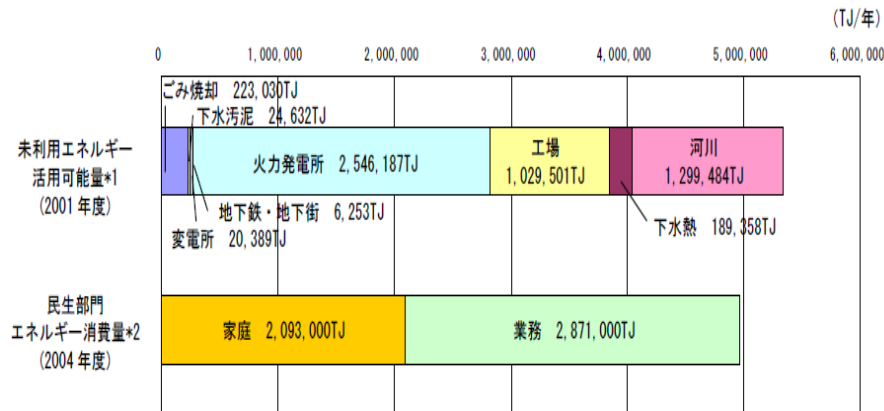 (TJ/年)
0 1,000,000 2,000,000 3,000,000 4,000,000 5,000,000 6,000,000
ごみ焼却 223,030TJ
下水汚泥 24,632TJ
未利用エネルギー
活用可能量*1
(2001年度)
火力発電所 2,546,187TJ
工場
1,029,501TJ
河川
1,299,484TJ
地下鉄・地下街 6,253TJ
変電所 20,389TJ
下水熱 189,358TJ
民生部門
エネルギー消費量*2
(2004年度)
家庭 2,093,000TJ
業務 2,871,000TJ